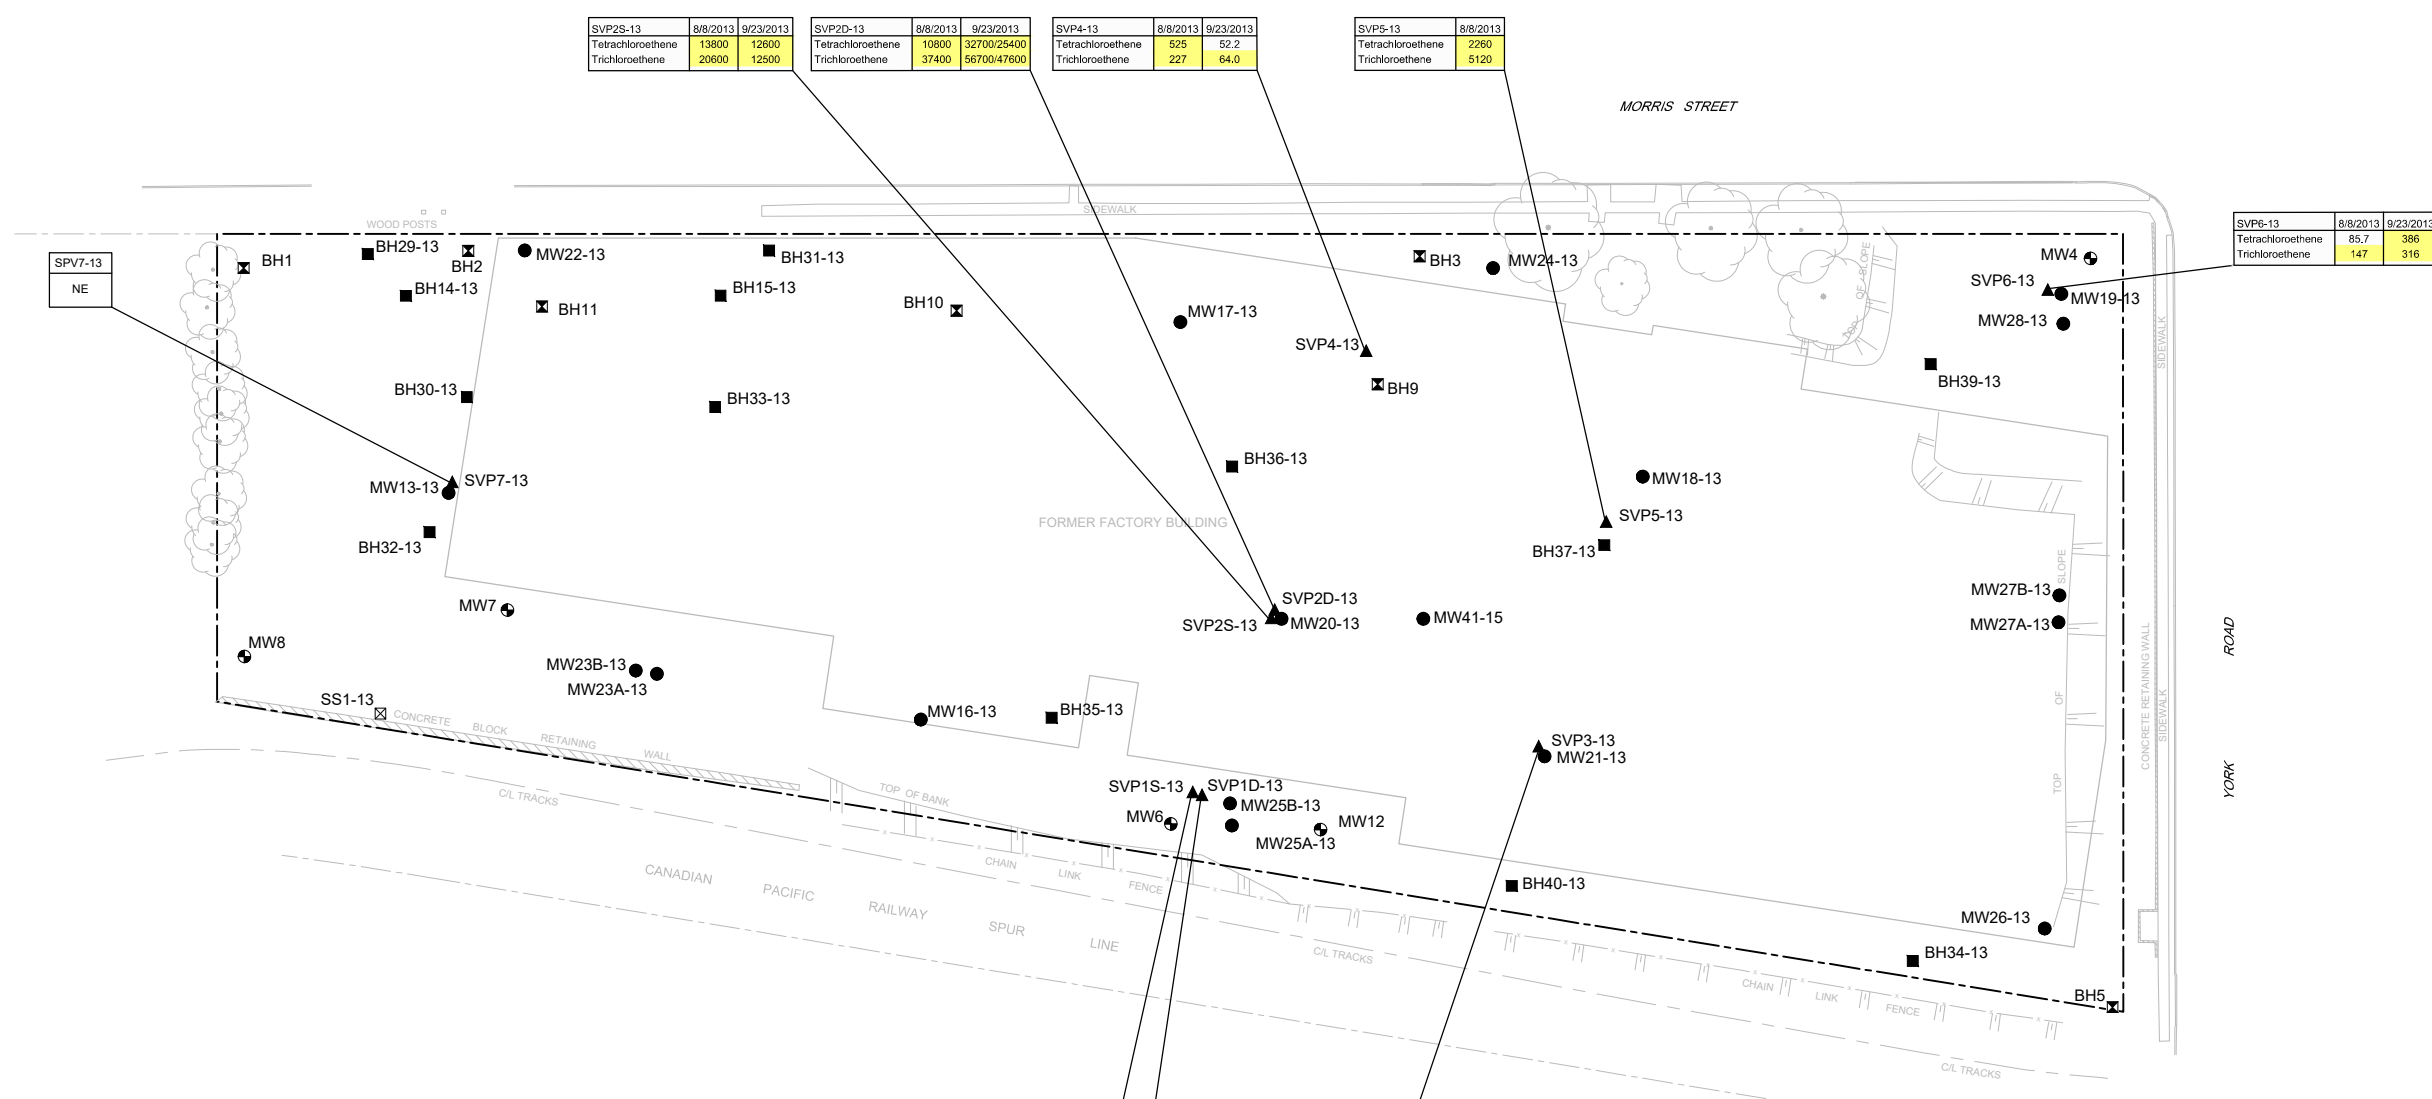 SVP2S-13 8/8/2013 9/23/2013
Tetrachloroethene 13800 12600
Trichloroethene 20600 12500
SVP2D-13 8/8/2013 9/23/2013
Tetrachloroethene 10800 32700/25400
Trichloroethene 37400 56700/47600
SVP4-13 8/8/2013 9/23/2013
Tetrachloroethene 525 52.2
Trichloroethene 227 64.0
SVP5-13 8/8/2013
Tetrachloroethene 2260
Trichloroethene 5120
MORRIS STREET
SVP6-13 8/8/2013 9/23/2013
Tetrachloroethene 85.7 386
Trichloroethene 147 316
SPV7-13
NE
WOOD POSTS
SIDEWALK
BH1
BH29-13
BH2
MW22-13
BH31-13
BH3
MW24-13
TOP OF SLOPE
MW4
SVP6-13
MW19-13
MW28-13
BH14-13
BH11
BH15-13
BH10
MW17-13
SVP4-13
BH9
BH39-13
SIDEWALK
BH30-13
BH33-13
BH36-13
MW13-13
SVP7-13
MW18-13
SVP5-13
BH37-13
FORMER FACTORY BUILDING
BH32-13
MW7
SVP2D-13
SVP2S-13
MW20-13
MW41-15
MW27B-13
MW27A-13
TOP OF SLOPE
CONCRETE RETAINING WALL
SIDEWALK
YORK ROAD
MW8
MW23B-13
MW23A-13
SS1-13
CONCRETE BLOCK RETAINING WALL
MW16-13
BH35-13
SVP3-13
MW21-13
C/L TRACKS
TOP OF BANK
SVP1S-13
SVP1D-13
MW25B-13
MW6
MW12
MW25A-13
CHAIN LINK FENCE
CANADIAN PACIFIC RAILWAY SPUR LINE
BH40-13
MW26-13
BH34-13
C/L TRACKS
CHAIN LINK FENCE
BH5
C/L TRACKS